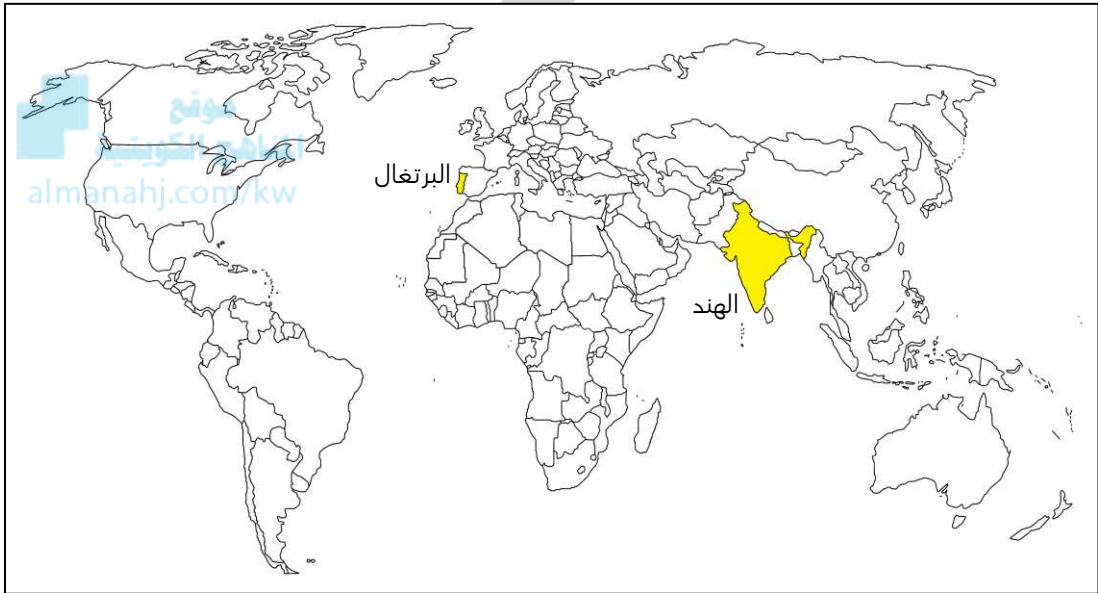 موقع
المناهج الكويتية
almanahj.com/kw
البرتغال
الهند